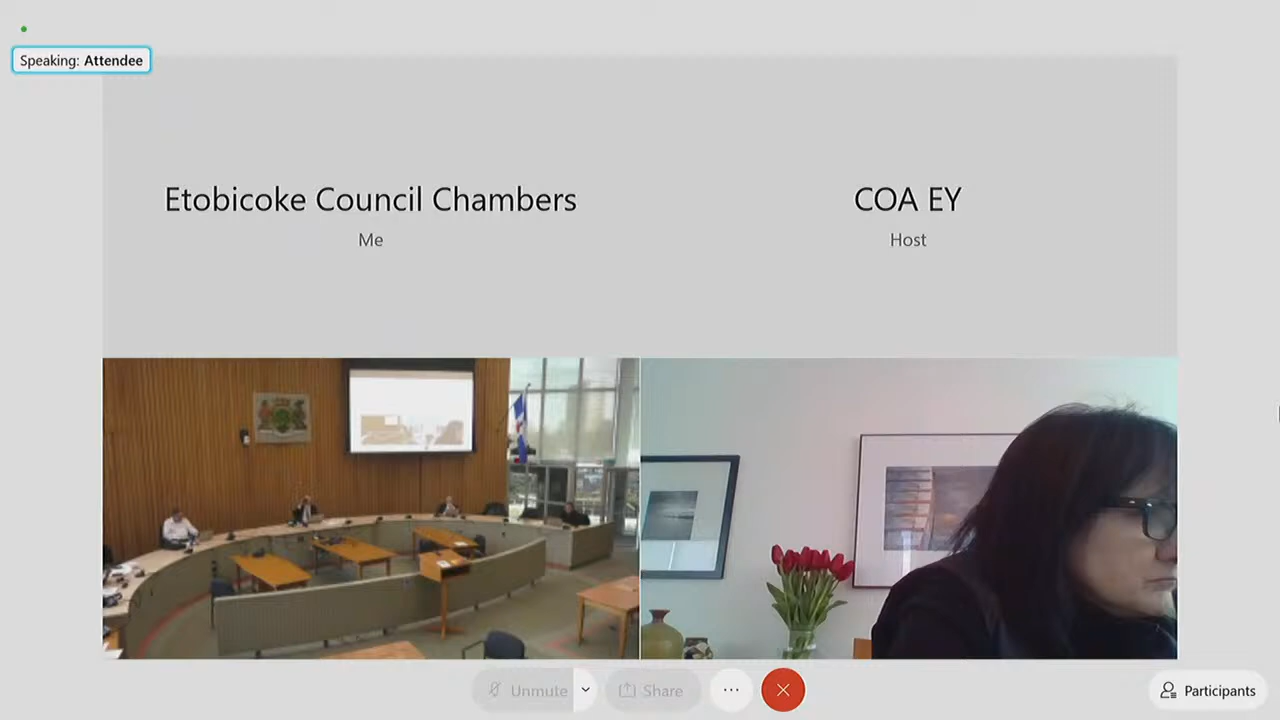 Speaking: Attendee
Etobicoke Council Chambers
Me
COA EY
Host
Unmute
Share
Participants